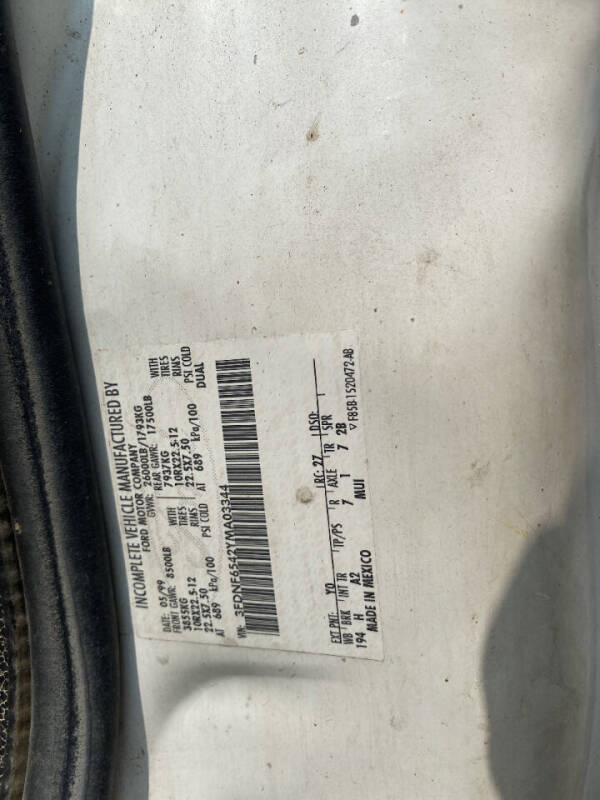 INCOMPLETE VEHICLE MANUFACTURED BY
FORD MOTOR COMPANY
DATE: 05/99 GVWR: 26000LB/1793KG
FRONT GAWR: 8500LB REAR GAWR: 17500LB
3855KG WITH 7937KG WITH
10RX22.5-12 TIRES 10RX22.5-12 TIRES
22.5X7.50 RIMS 22.5X7.50 RIMS
AT 689 kPa/100 PSI COLD AT 689 kPa/100 PSI COLD
DUAL
VIN: 3FDNF6542YMA03344
EXT PNT: YO RC: 27 DSO:
WB BRK INT TR TP/PS R AXLE TR SPR
194 H A2 7 1 7 2B
MUI
MADE IN MEXICO
▽ F85B-1520472-AB